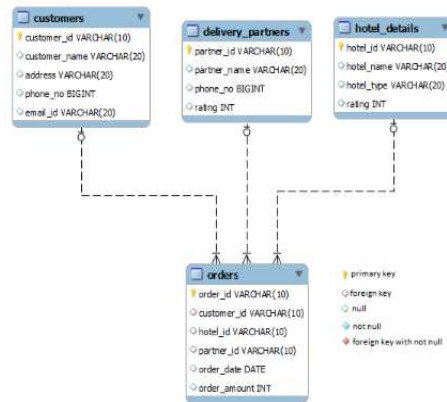 customers
customer_id VARCHAR(10)
customer_name VARCHAR(20)
address VARCHAR(20)
phone_no BIGINT
email_id VARCHAR(20)
delivery_partners
partner_id VARCHAR(10)
partner_name VARCHAR(20)
phone_no BIGINT
rating INT
hotel_details
hotel_id VARCHAR(10)
hotel_name VARCHAR(20)
hotel_type VARCHAR(20)
rating INT
orders
order_id VARCHAR(10)
customer_id VARCHAR(10)
hotel_id VARCHAR(10)
partner_id VARCHAR(10)
order_date DATE
order_amount INT
primary key
foreign key
null
not null
foreign key with not null